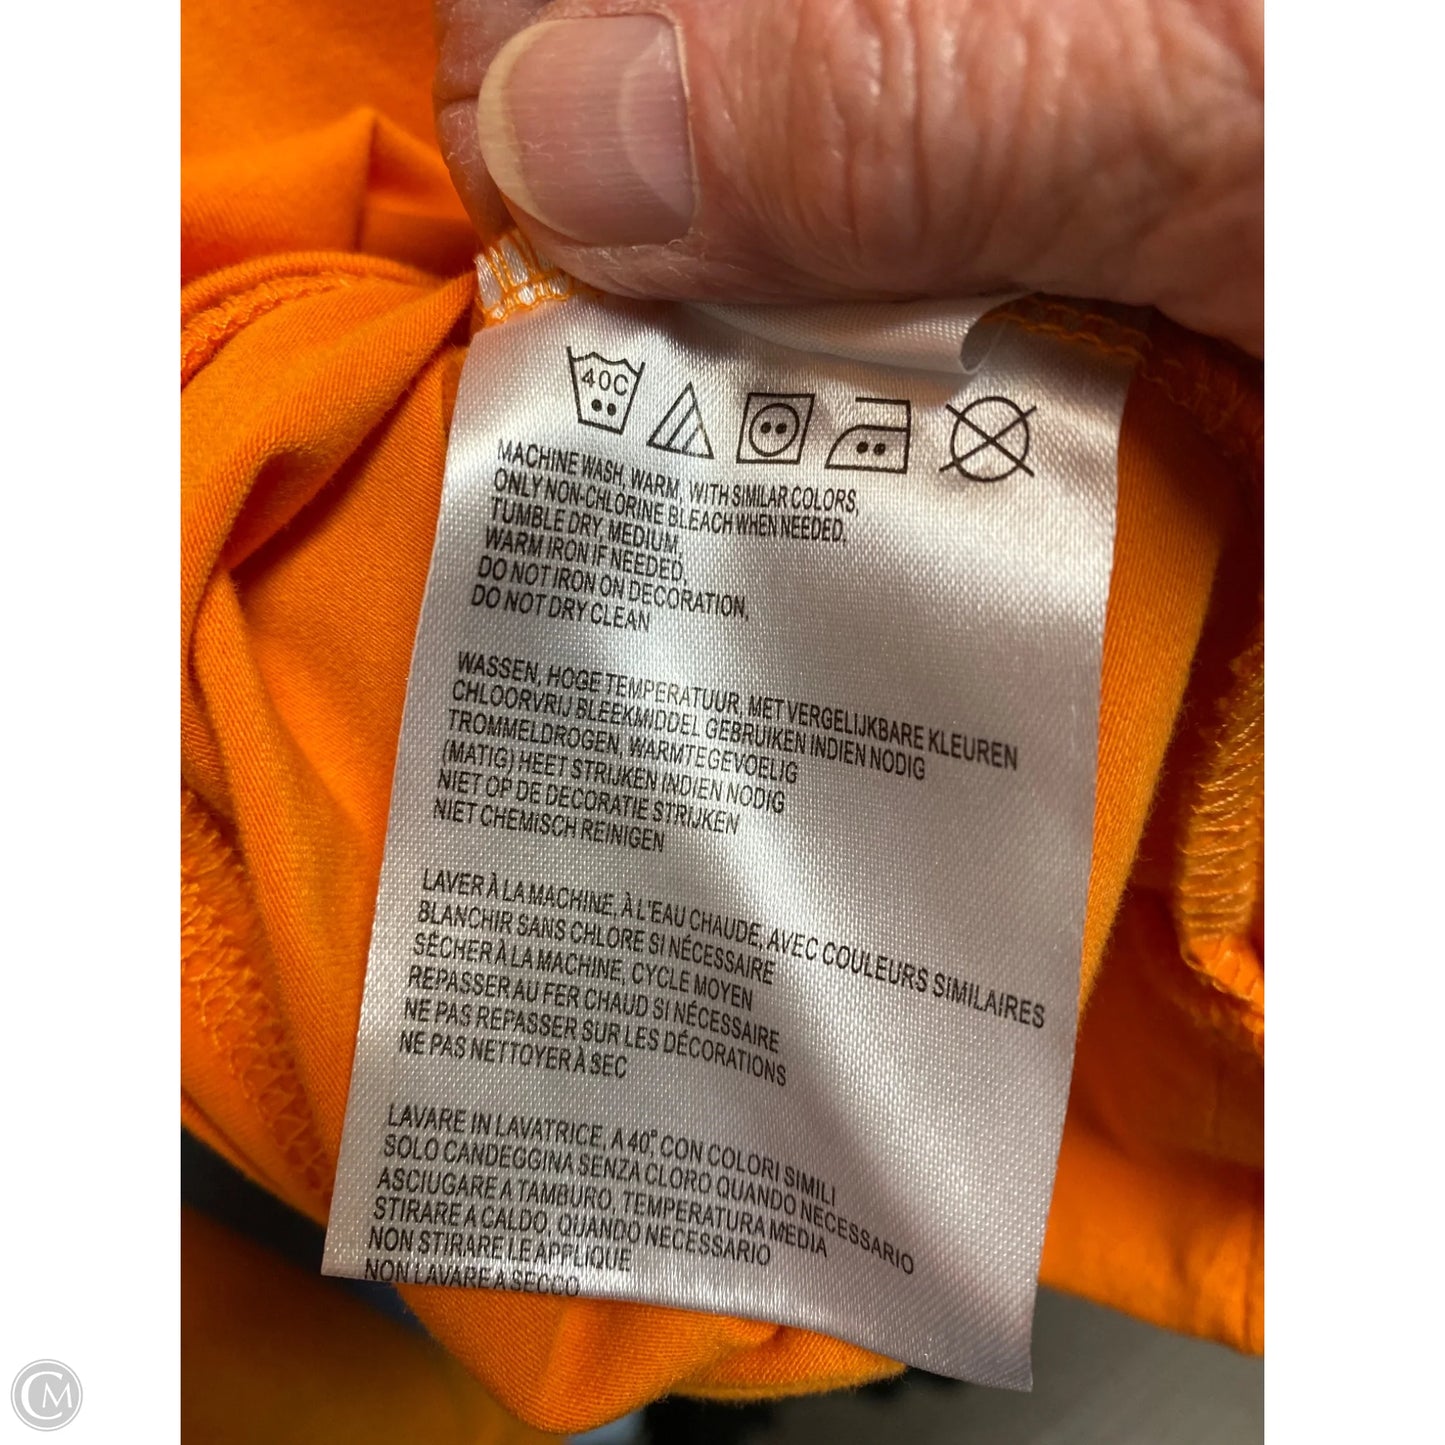 40C
MACHINE WASH, WARM, WITH SIMILAR COLORS,
ONLY NON-CHLORINE BLEACH WHEN NEEDED,
TUMBLE DRY, MEDIUM,
WARM IRON IF NEEDED,
DO NOT IRON ON DECORATION,
DO NOT DRY CLEAN
WASSEN, HOGE TEMPERATUUR, MET VERGELIJKBARE KLEUREN
CHLOORVRIJ BLEEKMIDDEL GEBRUIKEN INDIEN NODIG
TROMMELDROGEN, WARMTEGEVOELIG
(MATIG) HEET STRIJKEN INDIEN NODIG
NIET OP DE DECORATIE STRIJKEN
NIET CHEMISCH REINIGEN
LAVER À LA MACHINE, À L'EAU CHAUDE, AVEC COULEURS SIMILAIRES
BLANCHIR SANS CHLORE SI NÉCESSAIRE
SÉCHER À LA MACHINE, CYCLE MOYEN
REPASSER AU FER CHAUD SI NÉCESSAIRE
NE PAS REPASSER SUR LES DÉCORATIONS
NE PAS NETTOYER À SEC
LAVARE IN LAVATRICE, A 40° CON COLORI SIMILI
SOLO CANDEGGINA SENZA CLORO QUANDO NECESSARIO
ASCIUGARE A TAMBURO, TEMPERATURA MEDIA
STIRARE A CALDO, QUANDO NECESSARIO
NON STIRARE LE APPLIQUE
NON LAVARE A SECCO
CM